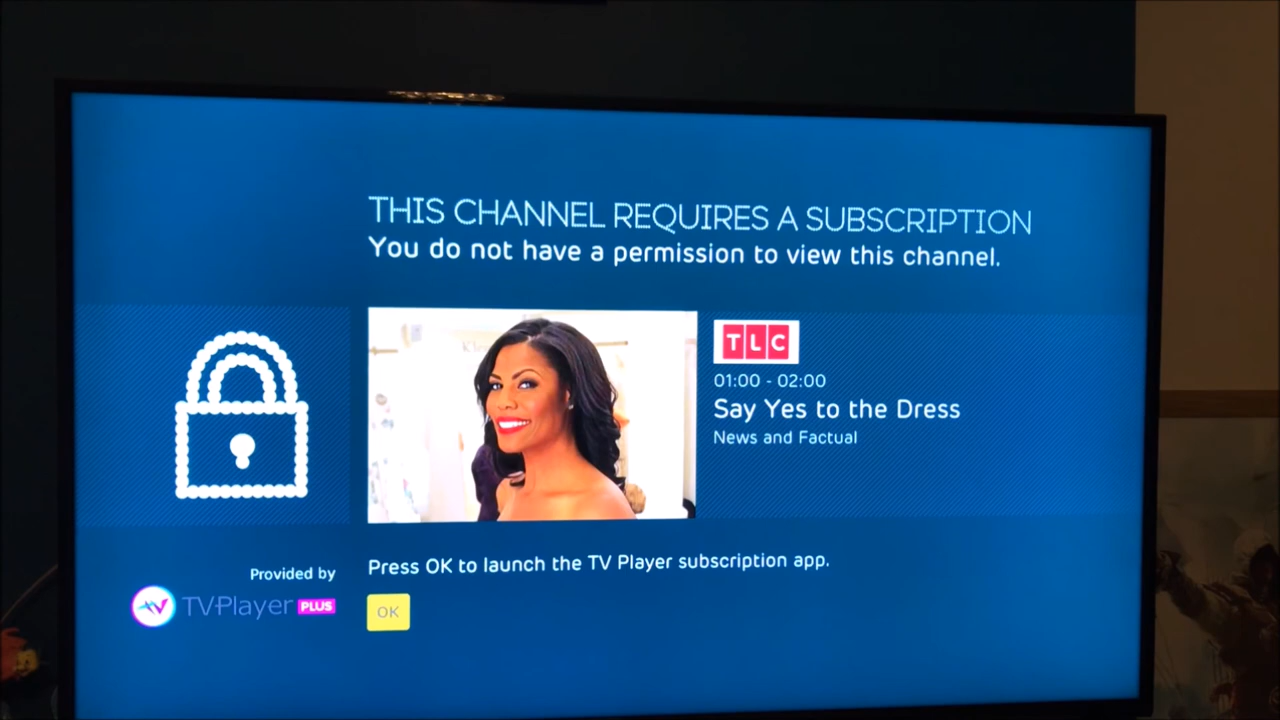 THIS CHANNEL REQUIRES A SUBSCRIPTION
You do not have a permission to view this channel.
TLC
01:00 - 02:00
Say Yes to the Dress
News and Factual
Press OK to launch the TV Player subscription app.
OK
Provided by
TVPlayer PLUS